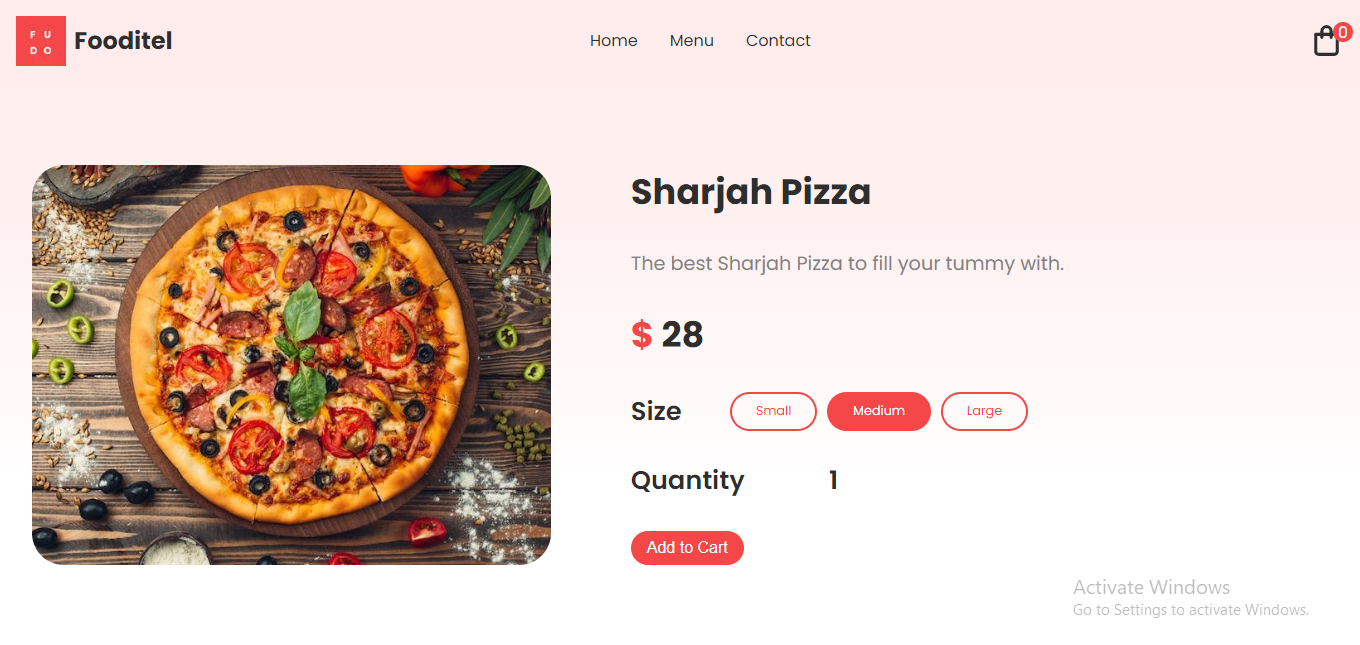 F U
D O
Fooditel
Home Menu Contact
0
Sharjah Pizza
The best Sharjah Pizza to fill your tummy with.
$ 28
Size Small Medium Large
Quantity 1
Add to Cart
Activate Windows
Go to Settings to activate Windows.